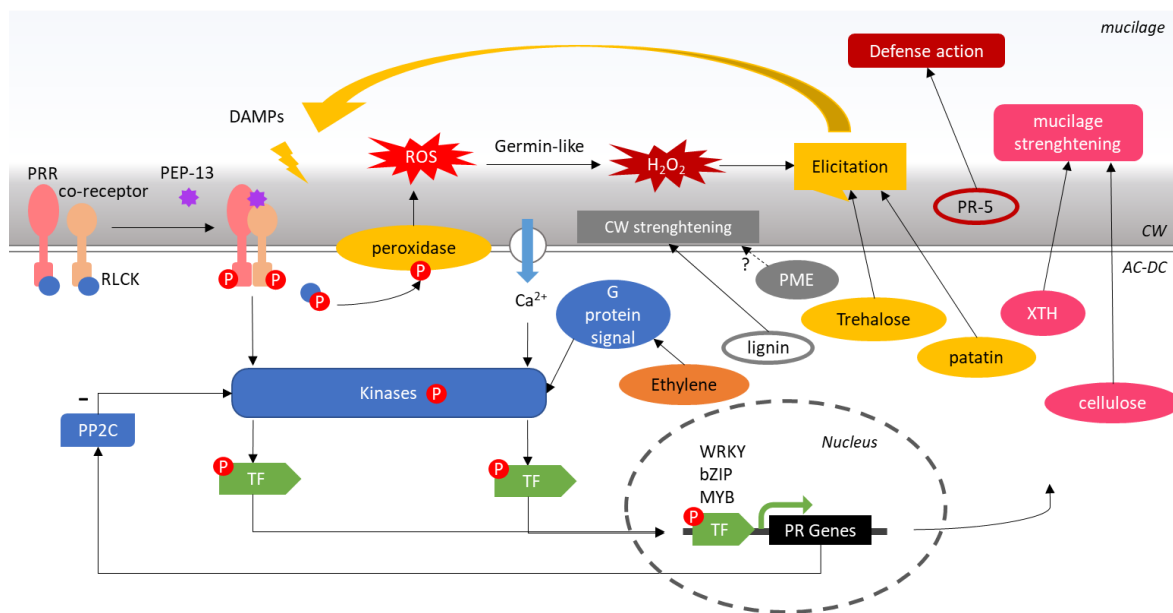 mucilage
Defense action
DAMPs
mucilage
strenghtening
ROS
Germin-like
H₂O₂
Elicitation
PRR
co-receptor
PEP-13
PR-5
CW strenghtening
CW
peroxidase
AC-DC
RLCK
P
P
P
P
?
PME
Ca²⁺
G
protein
signal
Trehalose
XTH
lignin
patatin
Ethylene
Kinases P
cellulose
–
PP2C
Nucleus
WRKY
bZIP
MYB
P
TF
P
TF
P
TF
PR Genes